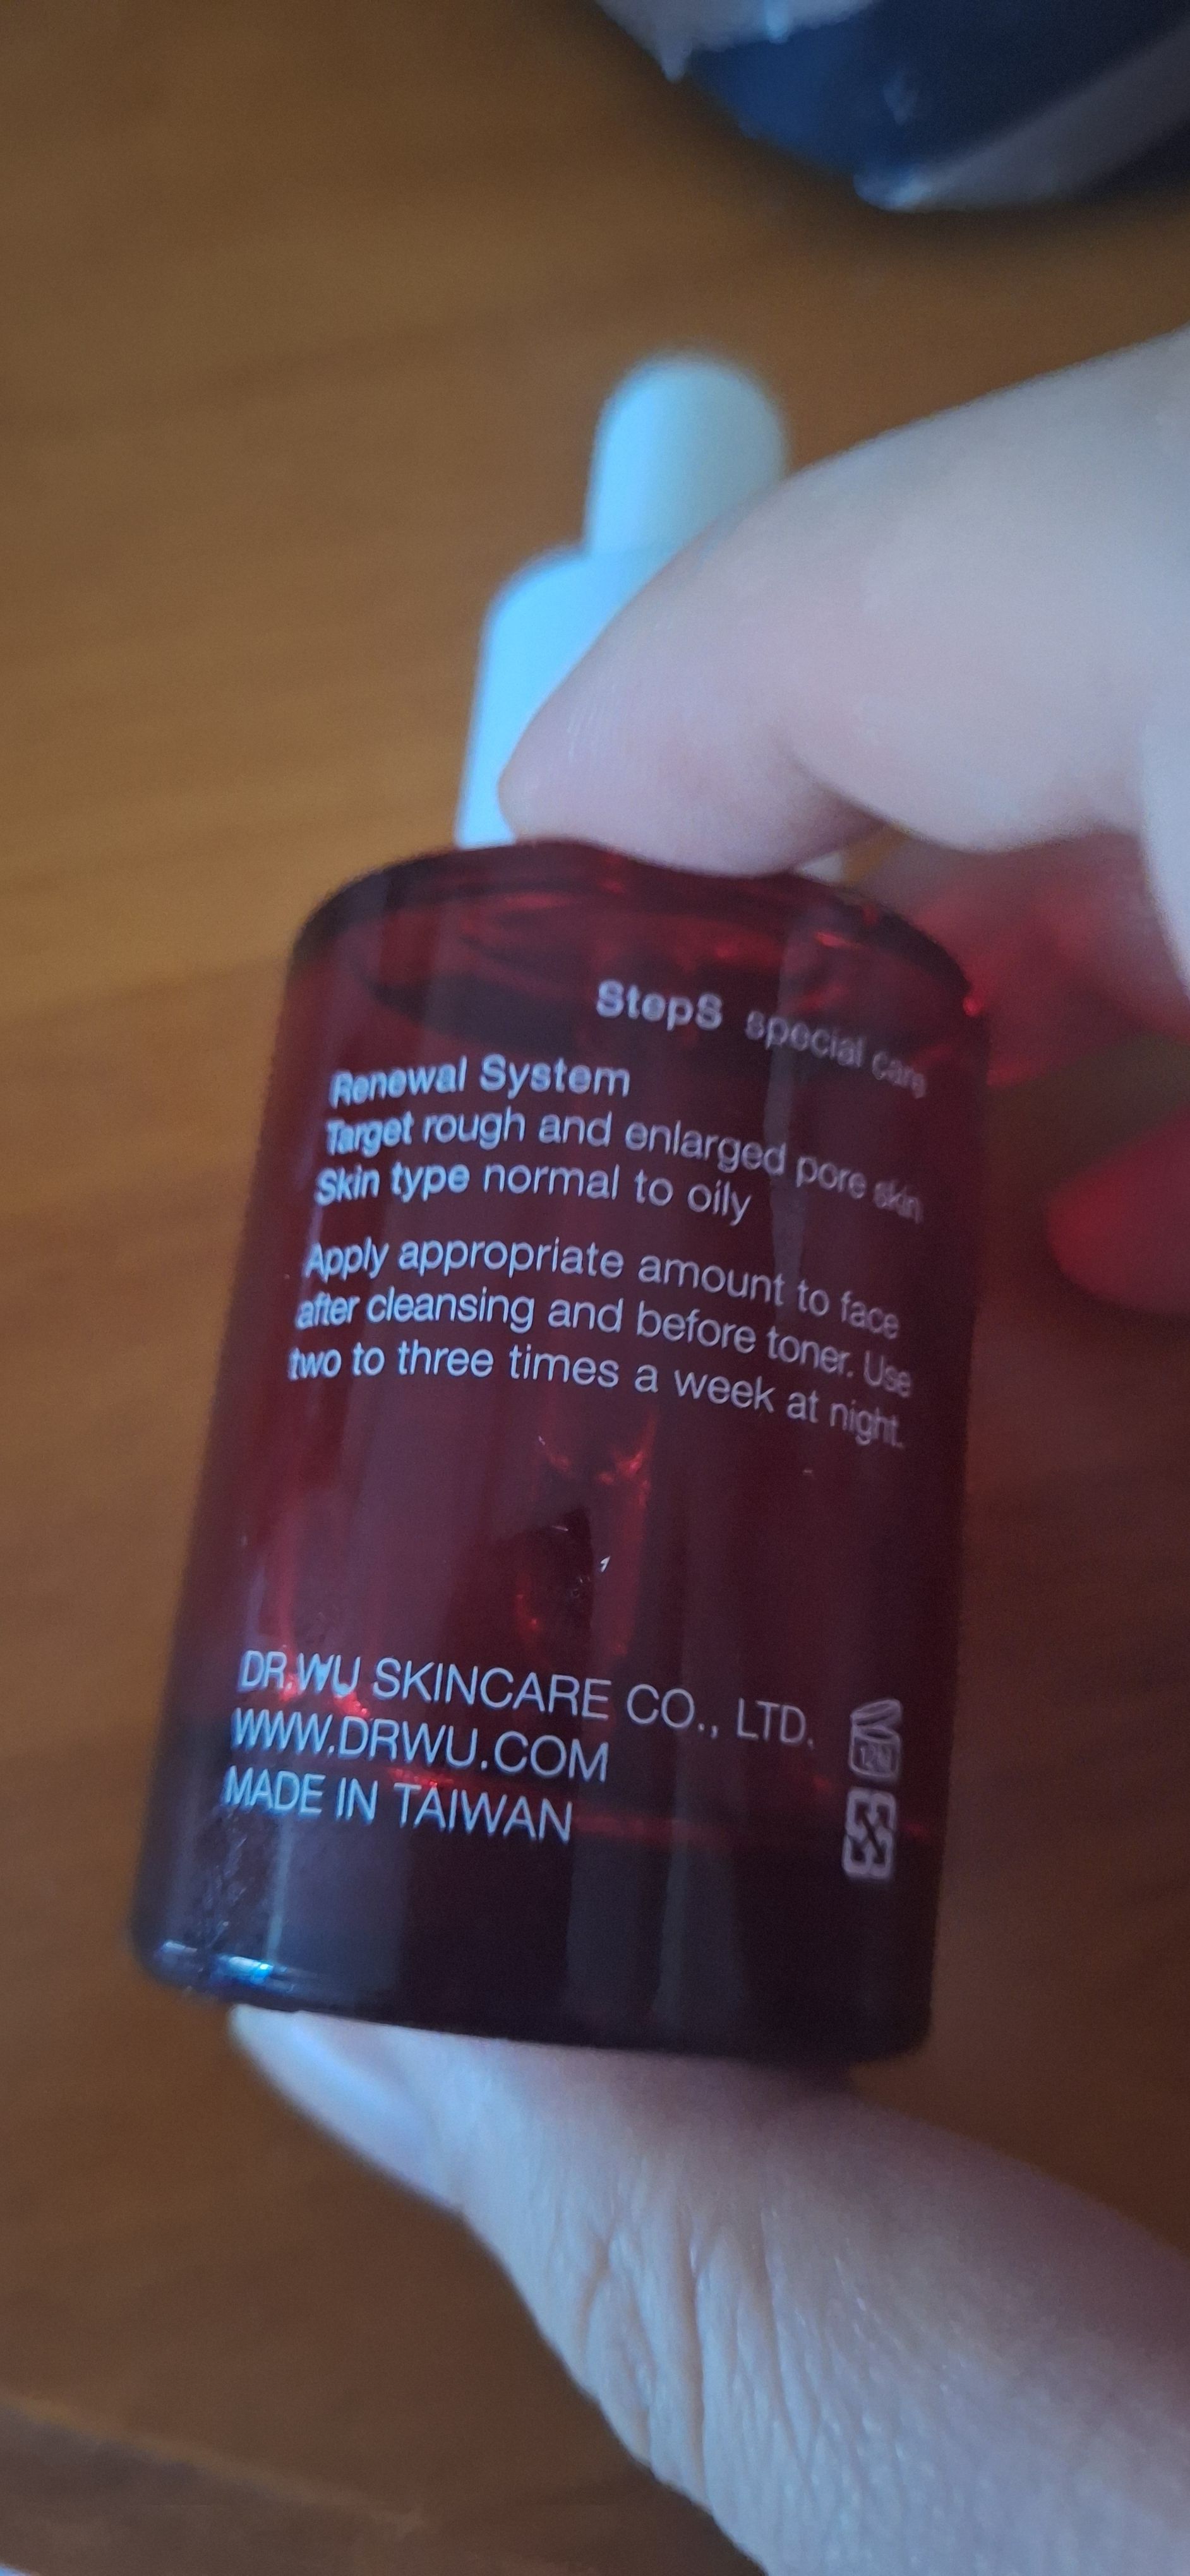 StepS special care
Renewal System
Target rough and enlarged pore skin
Skin type normal to oily
Apply appropriate amount to face
after cleansing and before toner. Use
two to three times a week at night.
DR.WU SKINCARE CO., LTD.
WWW.DRWU.COM
MADE IN TAIWAN
12M